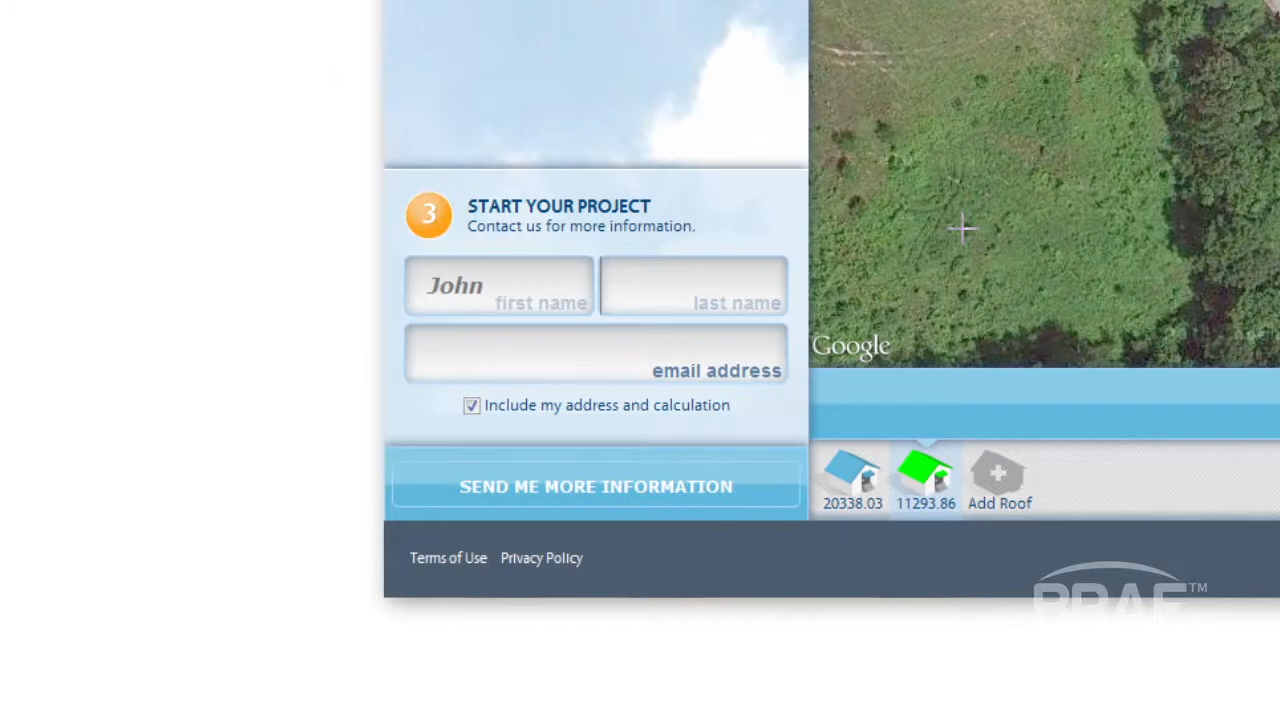 3
START YOUR PROJECT
Contact us for more information.
John
first name
last name
email address
Include my address and calculation
SEND ME MORE INFORMATION
Terms of Use Privacy Policy
Google
20338.03 11293.86 Add Roof
TM